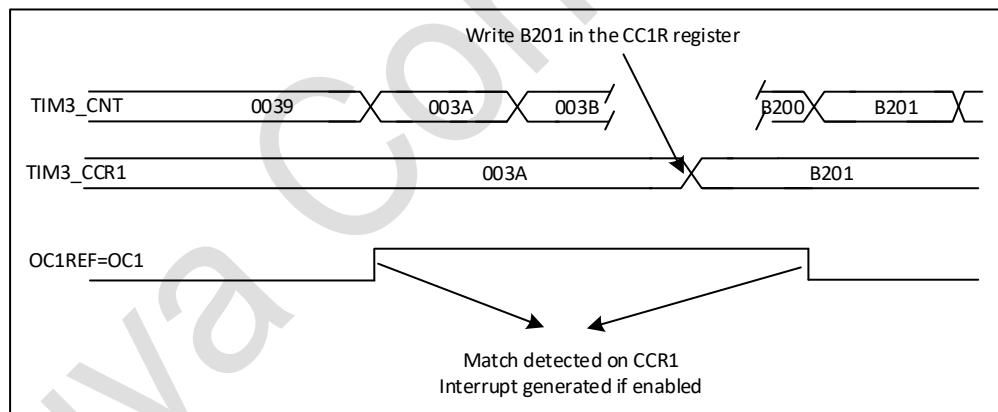 Write B201 in the CC1R register
TIM3_CNT 0039 003A 003B B200 B201
TIM3_CCR1 003A B201
OC1REF=OC1
Match detected on CCR1
Interrupt generated if enabled